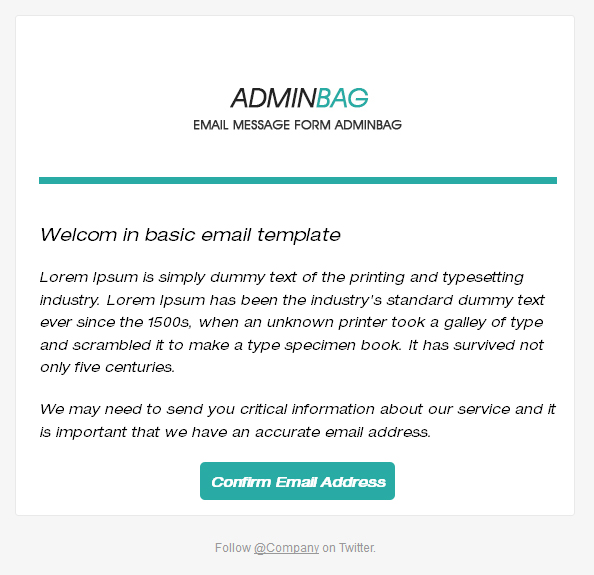 ADMINBAG
EMAIL MESSAGE FORM ADMINBAG
Welcom in basic email template
Lorem Ipsum is simply dummy text of the printing and typesetting
industry. Lorem Ipsum has been the industry's standard dummy text
ever since the 1500s, when an unknown printer took a galley of type
and scrambled it to make a type specimen book. It has survived not
only five centuries.
We may need to send you critical information about our service and it
is important that we have an accurate email address.
Confirm Email Address
Follow @Company on Twitter.